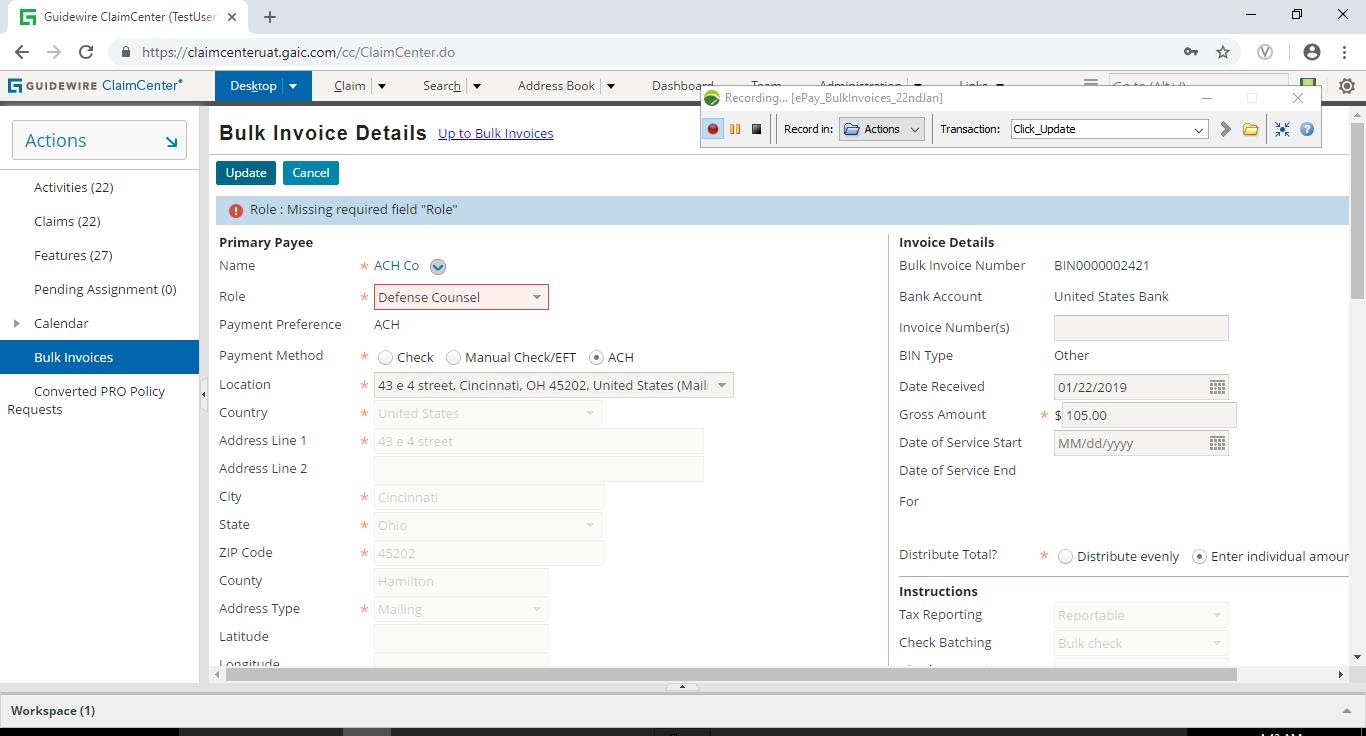 Guidewire ClaimCenter (TestUser
https://claimcenteruat.gaic.com/cc/ClaimCenter.do
GUIDEWIRE ClaimCenter®
Desktop
Claim
Search
Address Book
Team
Administration
Links
Go to (Alt+/)
Recording... [ePay_BulkInvoices_22ndJan]
Record in:
Actions
Transaction:
Click_Update
Actions
Activities (22)
Claims (22)
Features (27)
Pending Assignment (0)
Calendar
Bulk Invoices
Converted PRO Policy
Requests
Bulk Invoice Details Up to Bulk Invoices
Update Cancel
Role : Missing required field "Role"
Primary Payee
Name * ACH Co
Role * Defense Counsel
Payment Preference ACH
Payment Method * Check Manual Check/EFT ACH
Location * 43 e 4 street, Cincinnati, OH 45202, United States (Mail
Country * United States
Address Line 1 * 43 e 4 street
Address Line 2
City * Cincinnati
State * Ohio
ZIP Code * 45202
County Hamilton
Address Type * Mailing
Latitude
Longitude
Invoice Details
Bulk Invoice Number BIN0000002421
Bank Account United States Bank
Invoice Number(s)
BIN Type Other
Date Received 01/22/2019
Gross Amount * $ 105.00
Date of Service Start MM/dd/yyyy
Date of Service End
For
Distribute Total? * Distribute evenly Enter individual amour
Instructions
Tax Reporting Reportable
Check Batching Bulk check
Workspace (1)